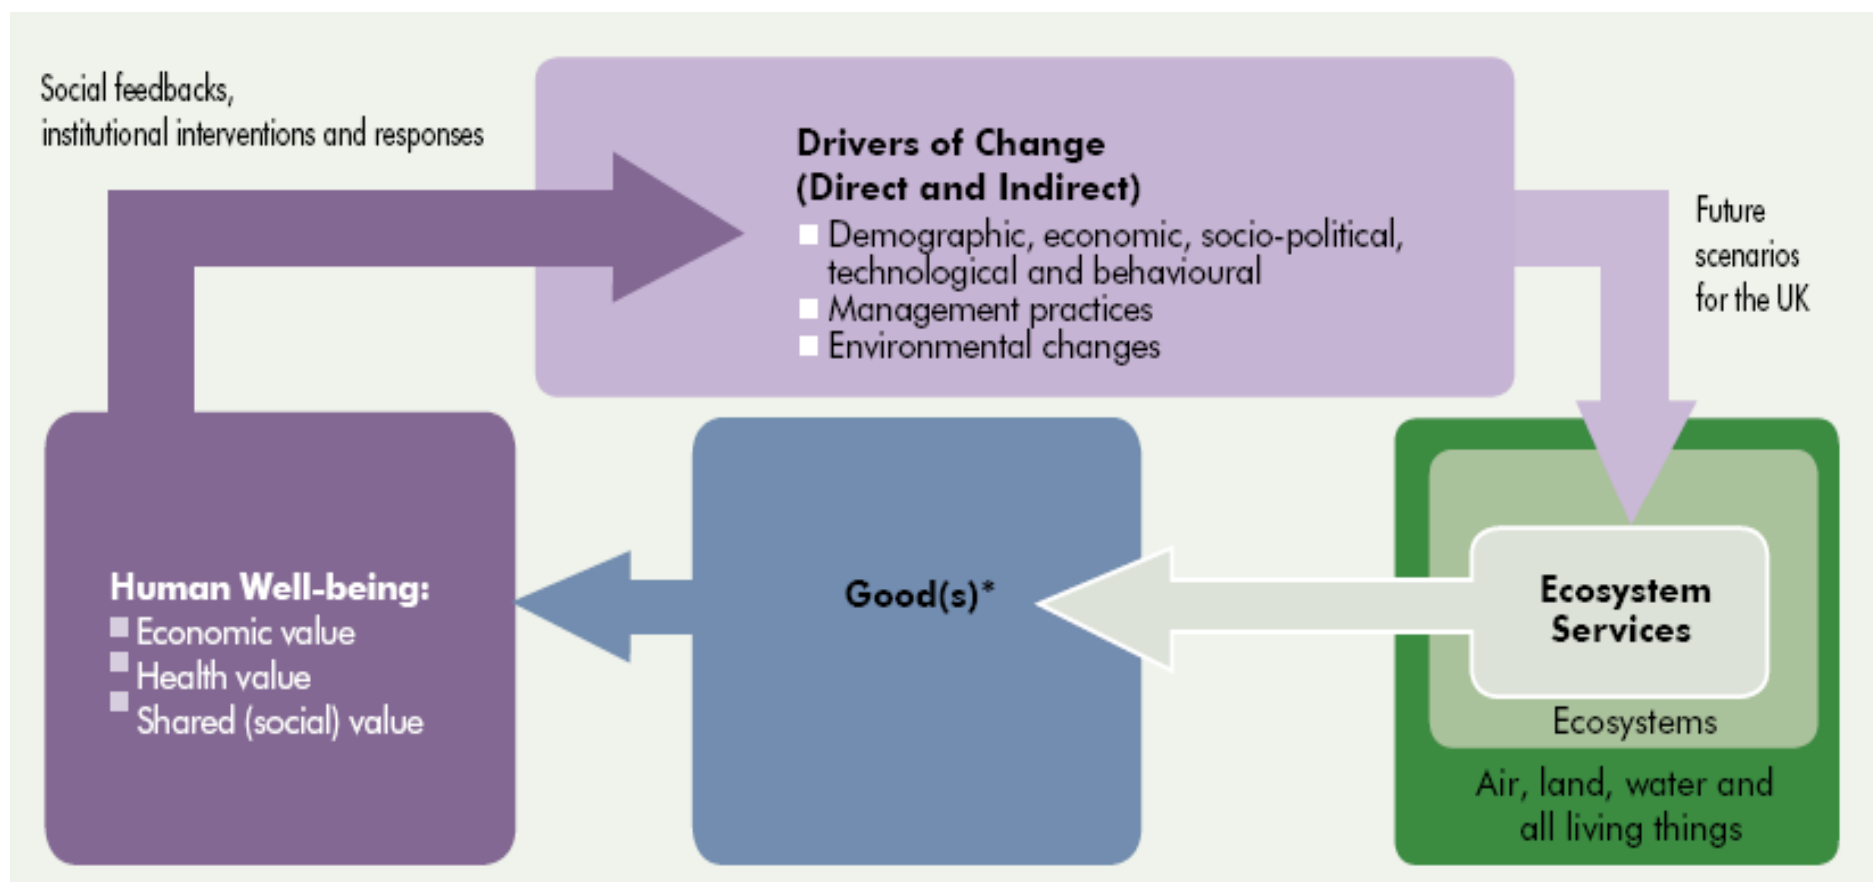 Social feedbacks,
institutional interventions and responses
Drivers of Change
(Direct and Indirect)
Demographic, economic, socio-political,
technological and behavioural
Management practices
Environmental changes
Future
scenarios
for the UK
Human Well-being:
Economic value
Health value
Shared (social) value
Good(s)*
Ecosystem
Services
Ecosystems
Air, land, water and
all living things